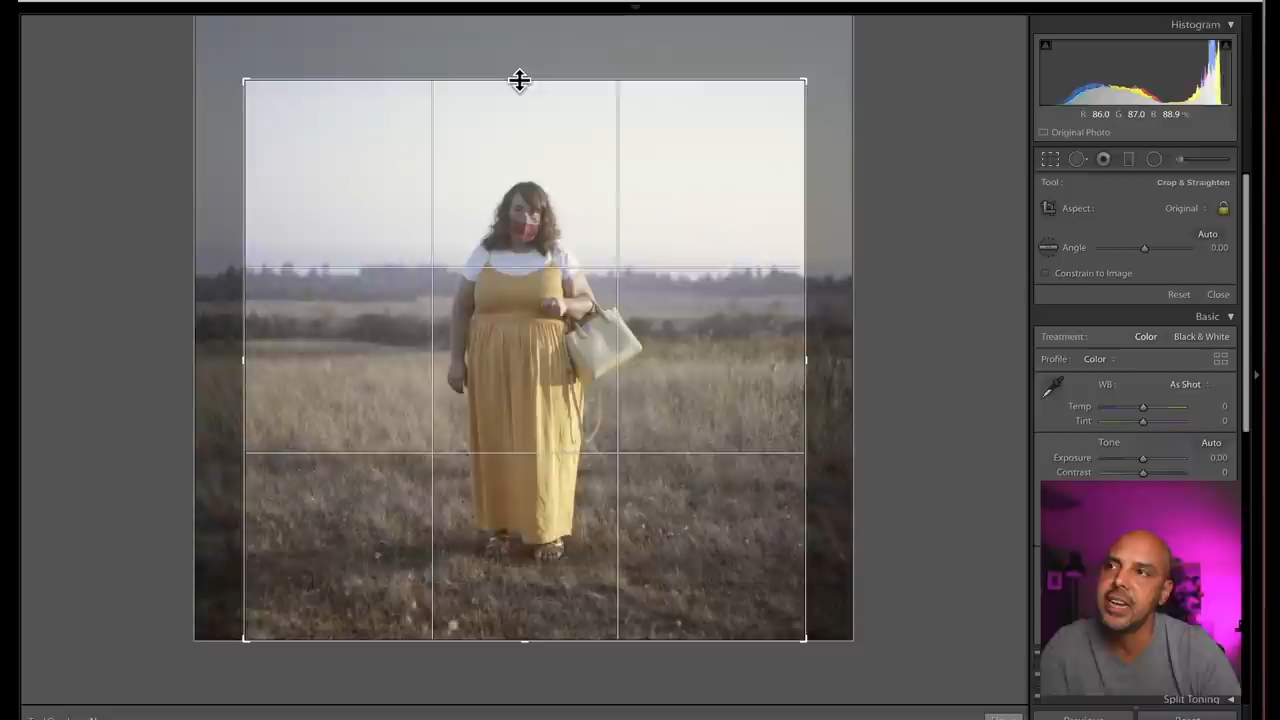 Histogram
R 86.0 G 87.0 B 88.9 %
Original Photo
Tool : Crop & Straighten
Aspect : Original
Auto
Angle 0.00
Constrain to Image
Reset Close
Basic
Treatment : Color Black & White
Profile : Color
WB : As Shot
Temp 0
Tint 0
Tone Auto
Exposure 0.00
Contrast 0
Split Toning